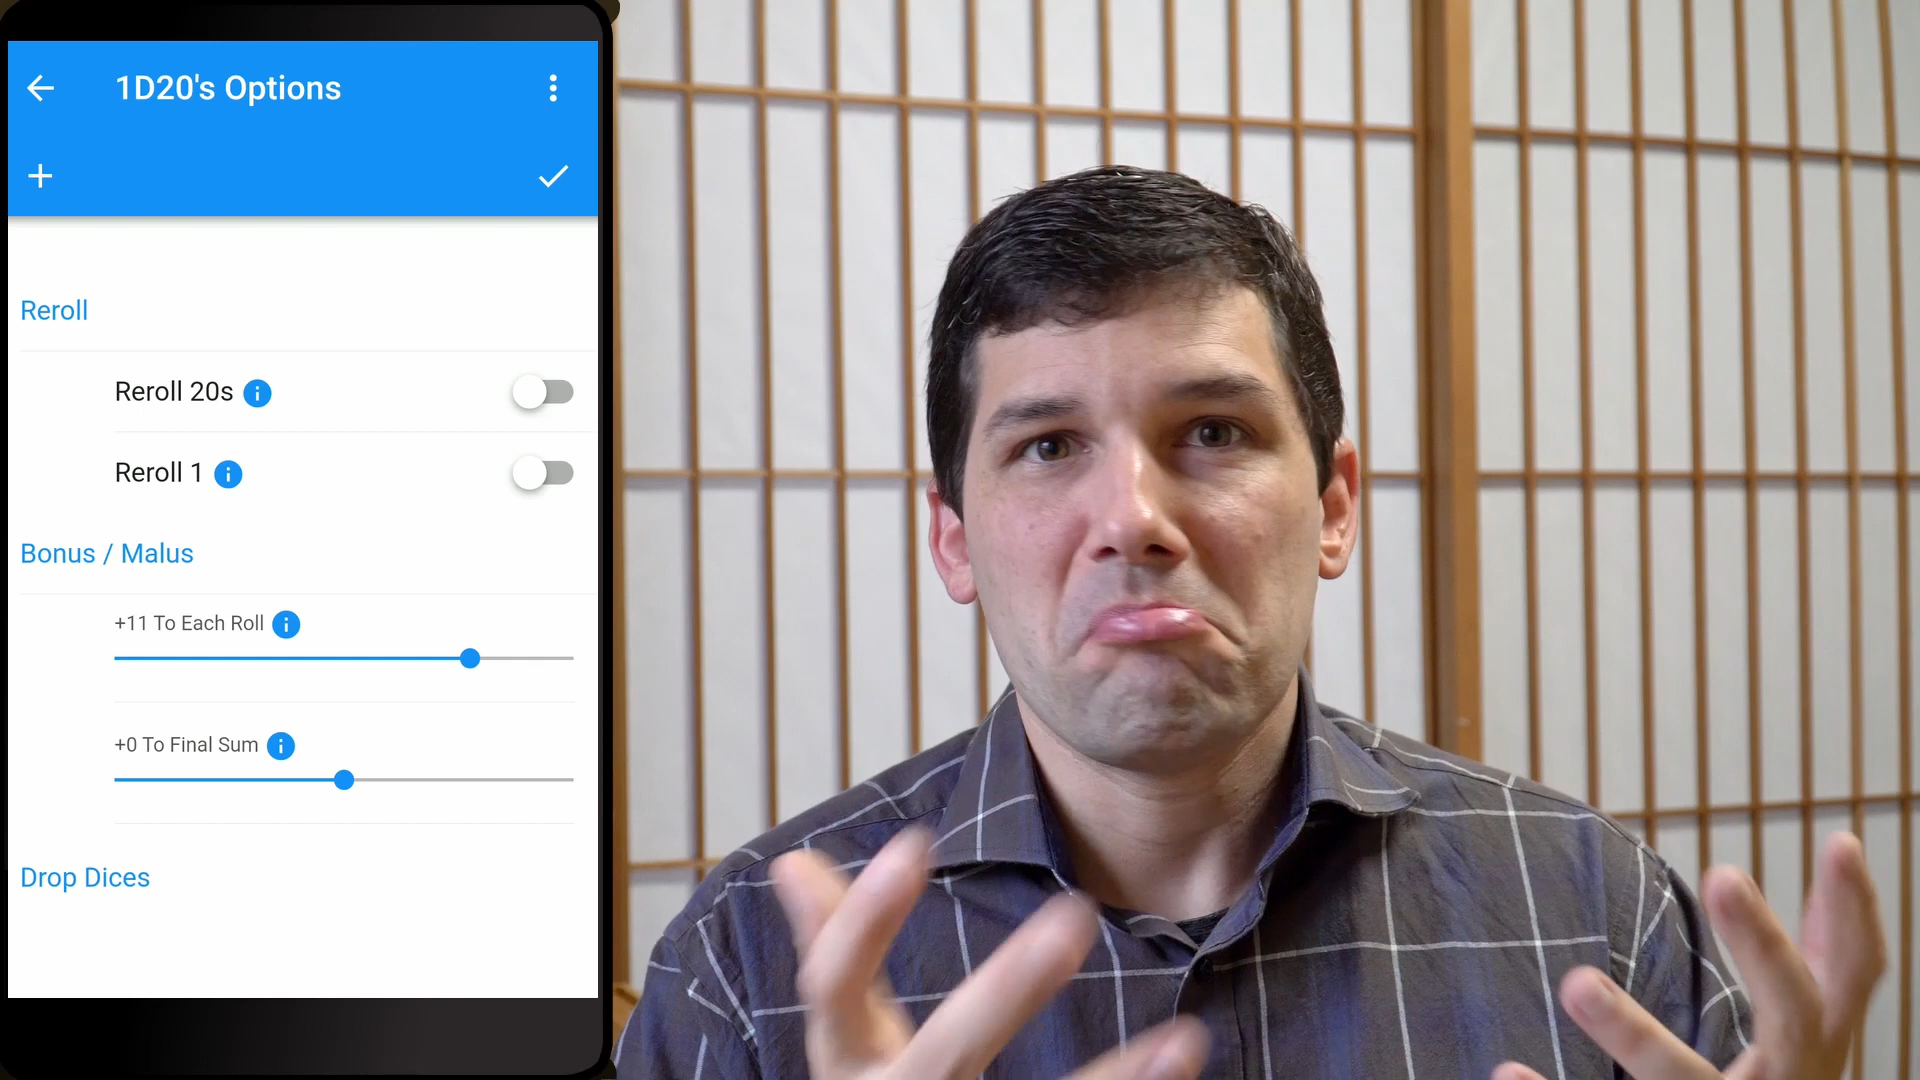 1D20's Options
Reroll
Reroll 20s
Reroll 1
Bonus / Malus
+11 To Each Roll
+0 To Final Sum
Drop Dices